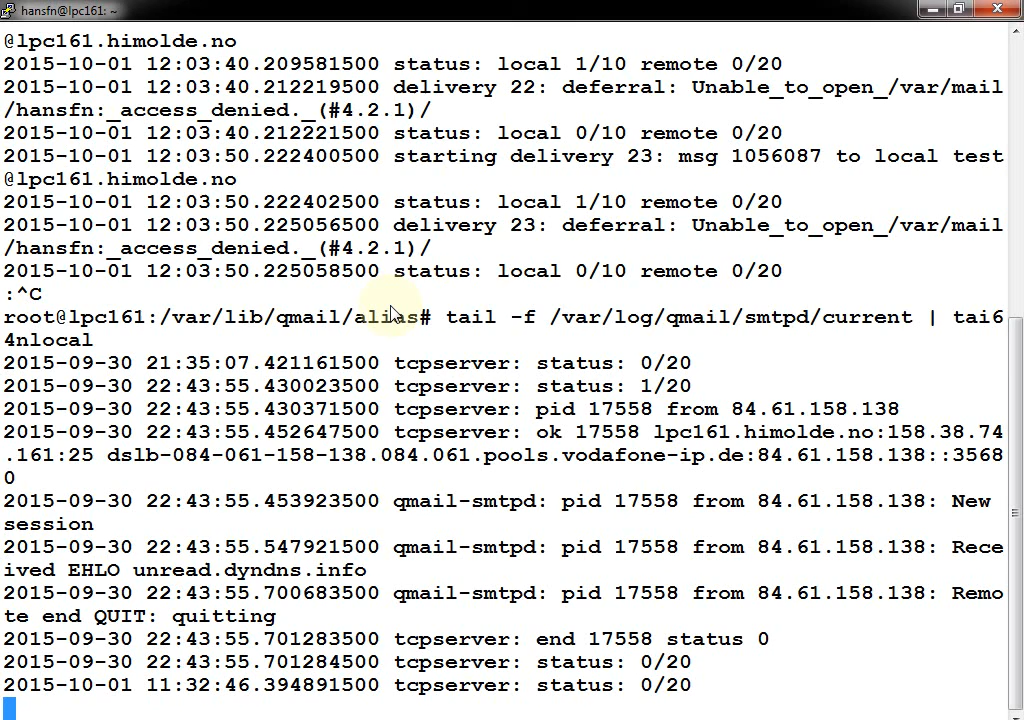 hansfn@lpc161: ~
@lpc161.himolde.no
2015-10-01 12:03:40.209581500 status: local 1/10 remote 0/20
2015-10-01 12:03:40.212219500 delivery 22: deferral: Unable_to_open_/var/mail
/hansfn:_access_denied._(#4.2.1)/
2015-10-01 12:03:40.212221500 status: local 0/10 remote 0/20
2015-10-01 12:03:50.222400500 starting delivery 23: msg 1056087 to local test
@lpc161.himolde.no
2015-10-01 12:03:50.222402500 status: local 1/10 remote 0/20
2015-10-01 12:03:50.225056500 delivery 23: deferral: Unable_to_open_/var/mail
/hansfn:_access_denied._(#4.2.1)/
2015-10-01 12:03:50.225058500 status: local 0/10 remote 0/20
:^C
root@lpc161:/var/lib/qmail/alias# tail -f /var/log/qmail/smtpd/current | tai6
4nlocal
2015-09-30 21:35:07.421161500 tcpserver: status: 0/20
2015-09-30 22:43:55.430023500 tcpserver: status: 1/20
2015-09-30 22:43:55.430371500 tcpserver: pid 17558 from 84.61.158.138
2015-09-30 22:43:55.452647500 tcpserver: ok 17558 lpc161.himolde.no:158.38.74
.161:25 dslb-084-061-158-138.084.061.pools.vodafone-ip.de:84.61.158.138::3568
0
2015-09-30 22:43:55.453923500 qmail-smtpd: pid 17558 from 84.61.158.138: New
session
2015-09-30 22:43:55.547921500 qmail-smtpd: pid 17558 from 84.61.158.138: Rece
ived EHLO unread.dyndns.info
2015-09-30 22:43:55.700683500 qmail-smtpd: pid 17558 from 84.61.158.138: Remo
te end QUIT: quitting
2015-09-30 22:43:55.701283500 tcpserver: end 17558 status 0
2015-09-30 22:43:55.701284500 tcpserver: status: 0/20
2015-10-01 11:32:46.394891500 tcpserver: status: 0/20